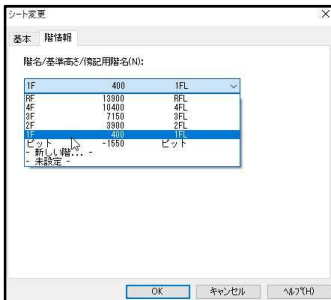 シート変更
基本 階情報
階名/基準高さ/傍記用階名(N):
1F 400 1FL
RF 13900 RFL
4F 10400 4FL
3F 7150 3FL
2F 3900 2FL
1F 400 1FL
ピット -1550 ピット
- 新しい階... -
- 未設定 -
OK キャンセル ヘルプ(H)